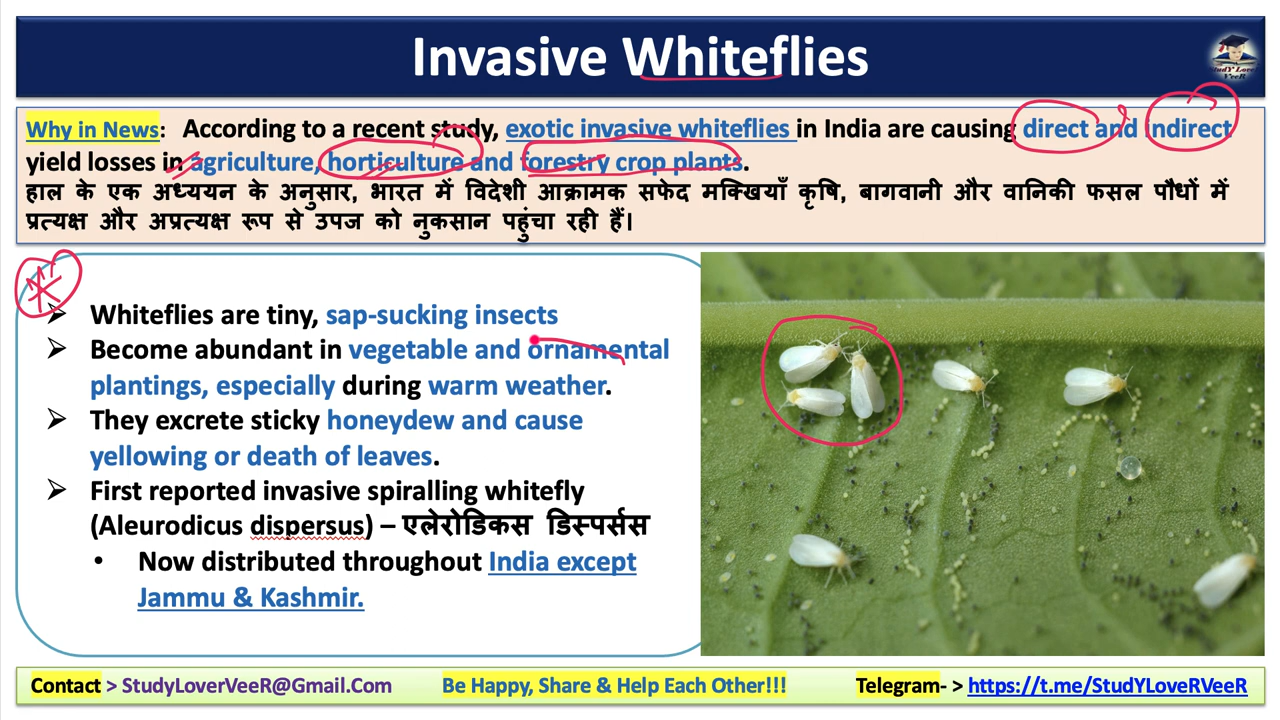 Invasive Whiteflies
StudY Lover
VeeR
Why in News: According to a recent study, exotic invasive whiteflies in India are causing direct and indirect
yield losses in agriculture, horticulture and forestry crop plants.
हाल के एक अध्ययन के अनुसार, भारत में विदेशी आक्रामक सफेद मक्खियाँ कृषि, बागवानी और वानिकी फसल पौधों में
प्रत्यक्ष और अप्रत्यक्ष रूप से उपज को नुकसान पहुंचा रही हैं।
➢ Whiteflies are tiny, sap-sucking insects
➢ Become abundant in vegetable and ornamental
plantings, especially during warm weather.
➢ They excrete sticky honeydew and cause
yellowing or death of leaves.
➢ First reported invasive spiralling whitefly
(Aleurodicus dispersus) – एलेरोडिकस डिस्पर्सस
• Now distributed throughout India except
Jammu & Kashmir.
Contact > StudyLoverVeeR@Gmail.Com Be Happy, Share & Help Each Other!!! Telegram- > https://t.me/StudYLoveRVeeR